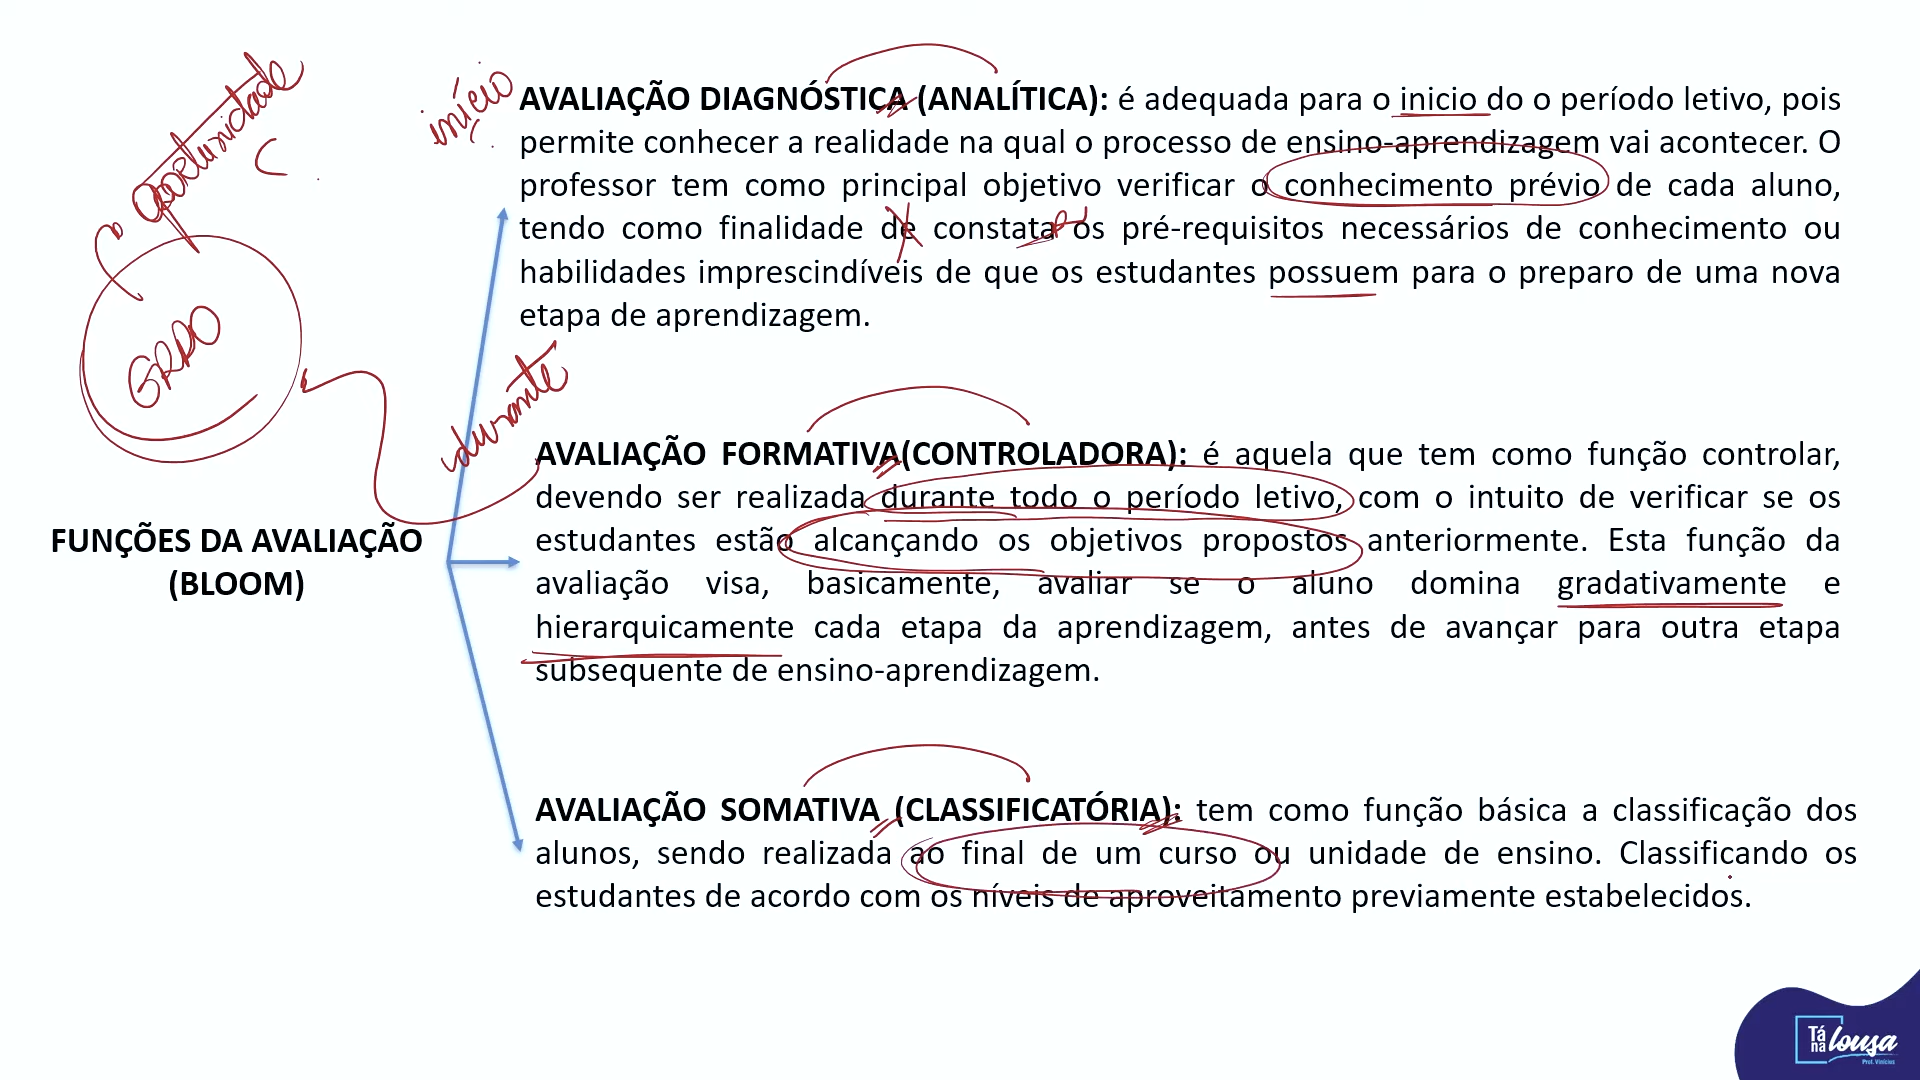 oportunidade
ERRO
início
AVALIAÇÃO DIAGNÓSTICA (ANALÍTICA): é adequada para o inicio do o período letivo, pois
permite conhecer a realidade na qual o processo de ensino-aprendizagem vai acontecer. O
professor tem como principal objetivo verificar o conhecimento prévio de cada aluno,
tendo como finalidade de constatar os pré-requisitos necessários de conhecimento ou
habilidades imprescindíveis de que os estudantes possuem para o preparo de uma nova
etapa de aprendizagem.
durante
AVALIAÇÃO FORMATIVA(CONTROLADORA): é aquela que tem como função controlar,
devendo ser realizada durante todo o período letivo, com o intuito de verificar se os
estudantes estão alcançando os objetivos propostos anteriormente. Esta função da
avaliação visa, basicamente, avaliar se o aluno domina gradativamente e
hierarquicamente cada etapa da aprendizagem, antes de avançar para outra etapa
subsequente de ensino-aprendizagem.
FUNÇÕES DA AVALIAÇÃO
(BLOOM)
AVALIAÇÃO SOMATIVA (CLASSIFICATÓRIA): tem como função básica a classificação dos
alunos, sendo realizada ao final de um curso ou unidade de ensino. Classificando os
estudantes de acordo com os níveis de aproveitamento previamente estabelecidos.
Tá na lousa
Prof. Vinícius